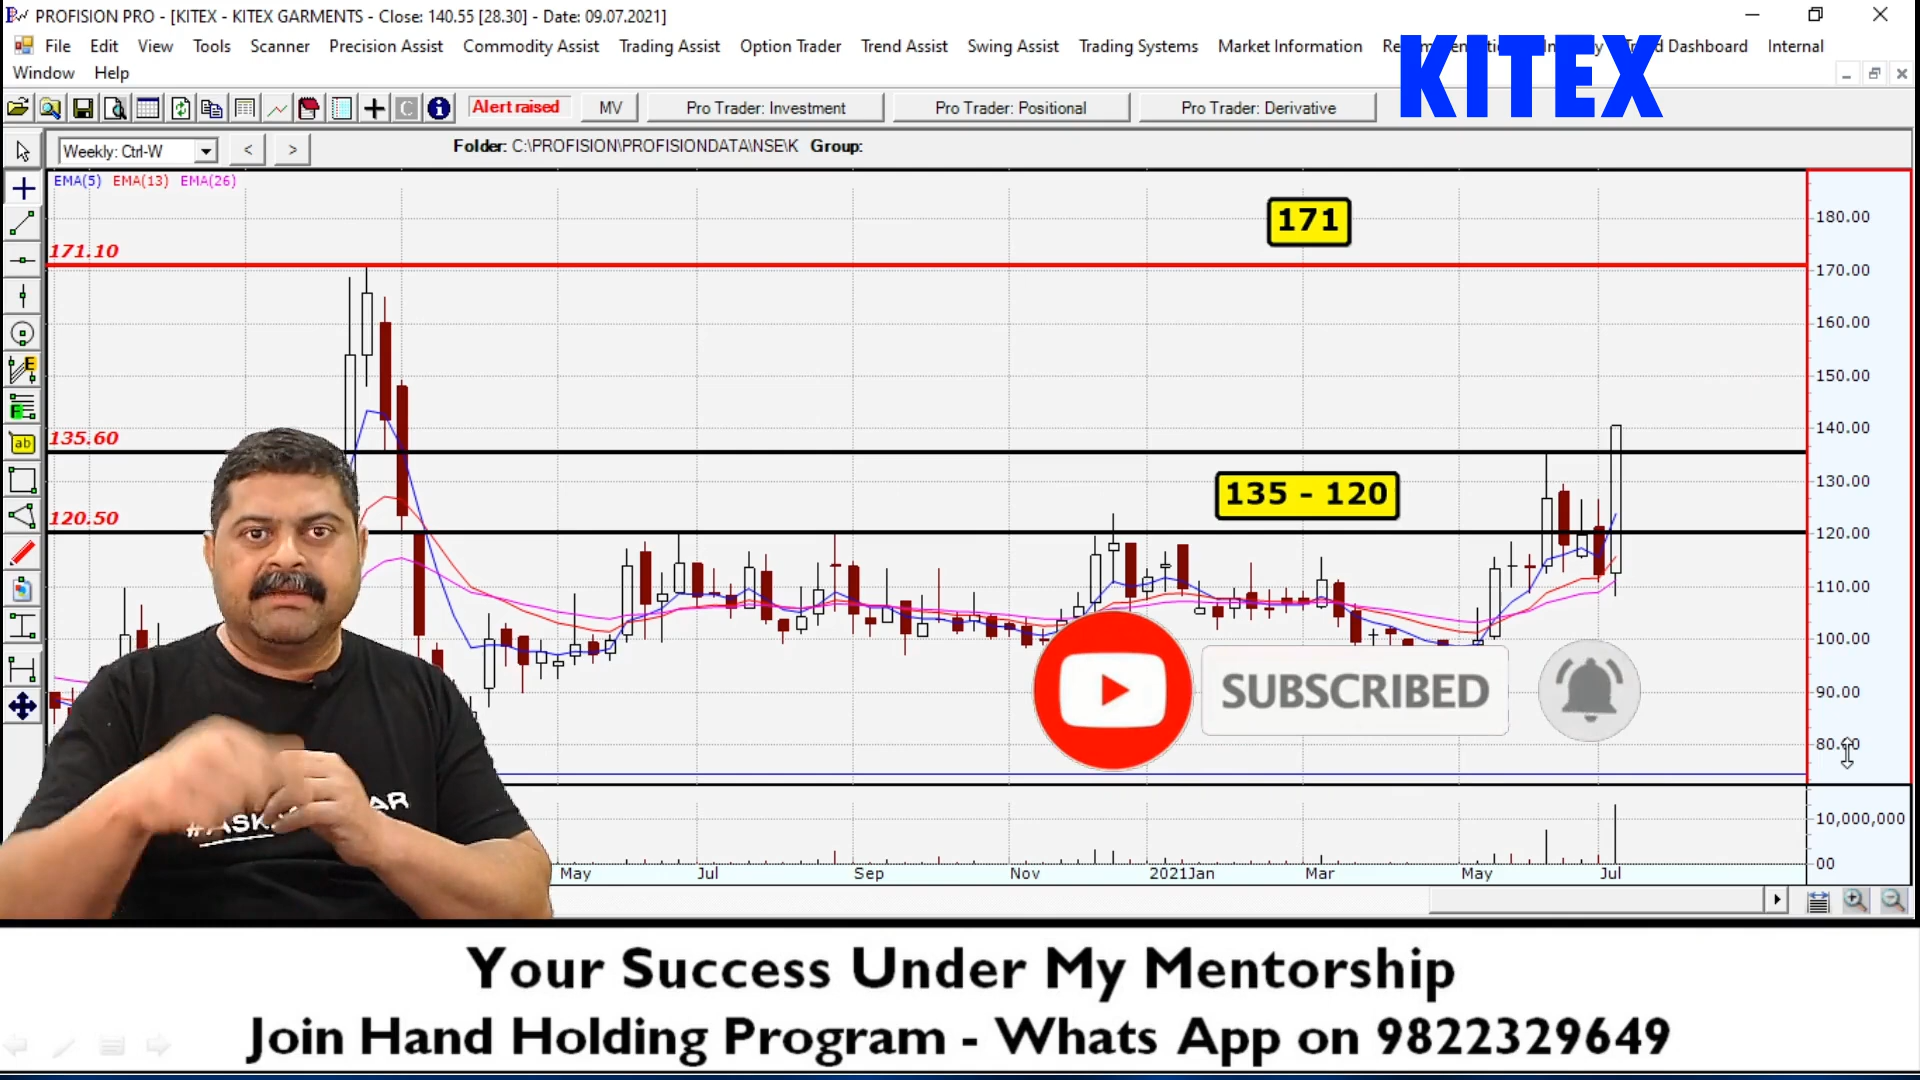 PROFISION PRO - [KITEX - KITEX GARMENTS - Close: 140.55 [28.30] - Date: 09.07.2021]
File Edit View Tools Scanner Precision Assist Commodity Assist Trading Assist Option Trader Trend Assist Swing Assist Trading Systems Market Information Dashboard Internal
KITEX
Window Help
Alert raised MV Pro Trader: Investment Pro Trader: Positional Pro Trader: Derivative
Weekly: Ctrl-W < > Folder: C:\PROFISION\PROFISIONDATA\NSE\K Group:
EMA(5) EMA(13) EMA(26)
171
180.00
171.10
170.00
160.00
150.00
140.00
135.60
130.00
135 - 120
120.50
120.00
110.00
100.00
SUBSCRIBED
90.00
10,000,000
00
May Jul Sep Nov 2021Jan Mar May Jul
Your Success Under My Mentorship
Join Hand Holding Program - Whats App on 9822329649